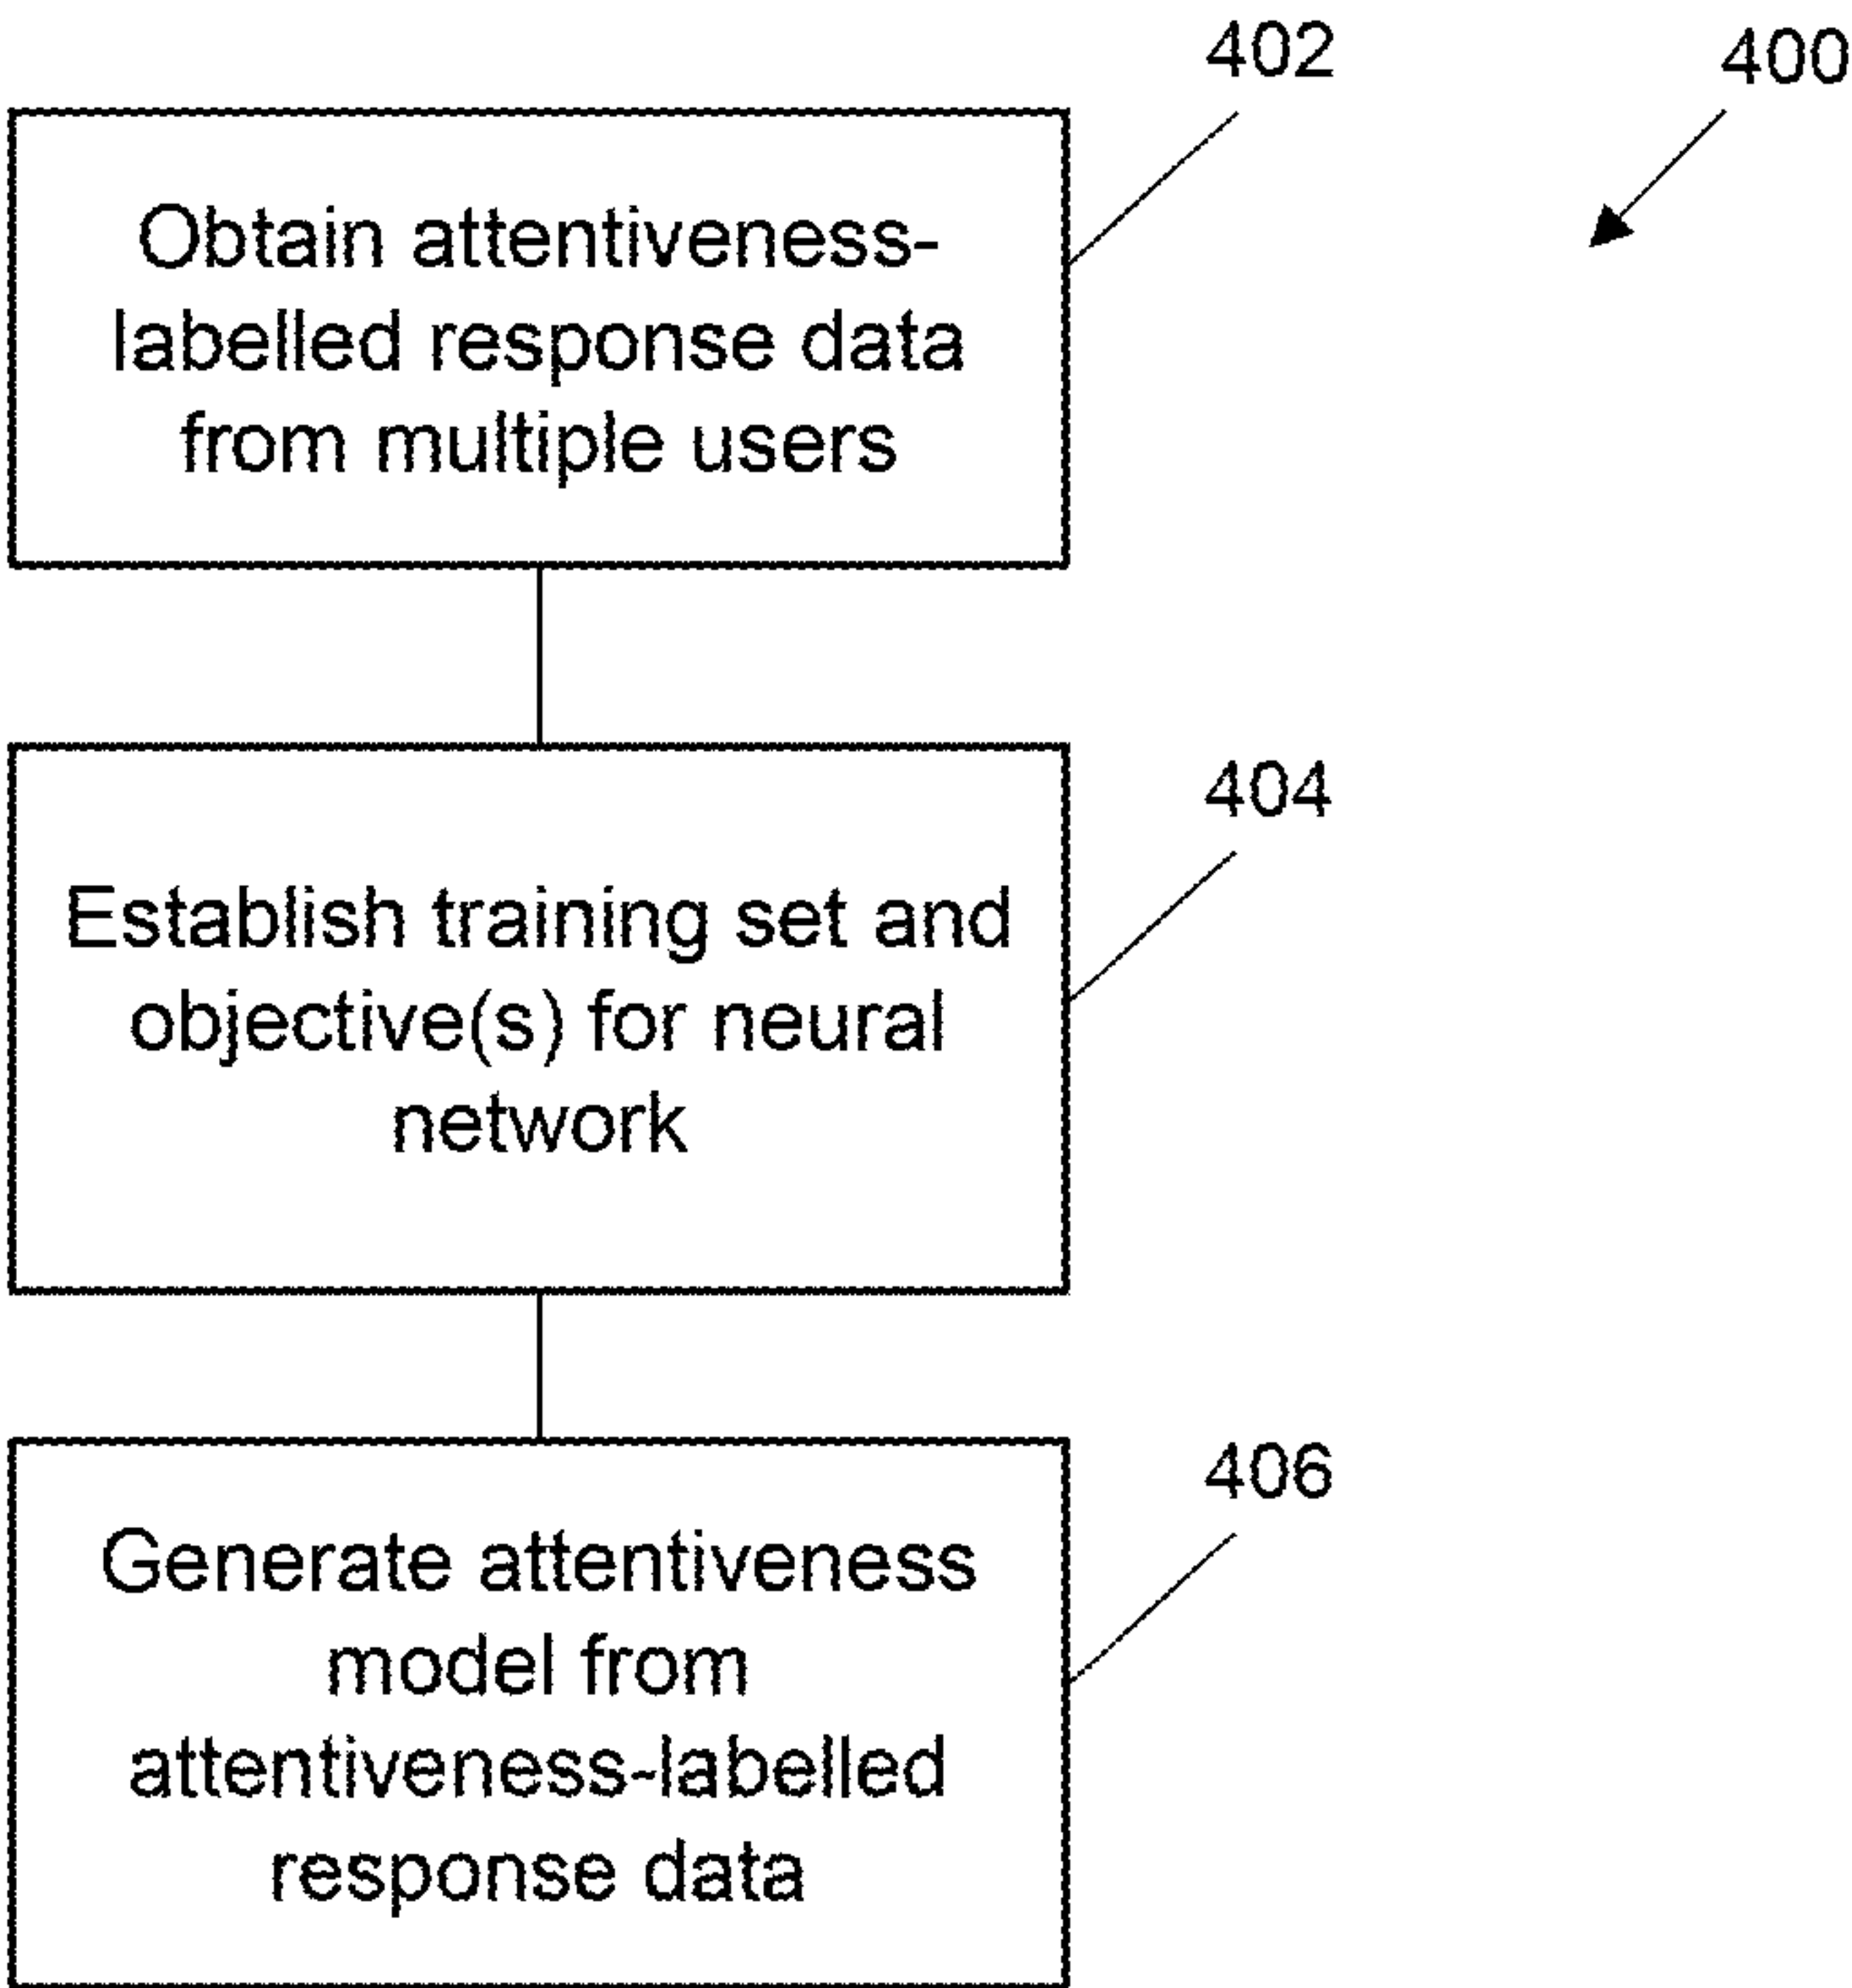 402
400
Obtain attentiveness-
labelled response data
from multiple users
404
Establish training set and
objective(s) for neural
network
406
Generate attentiveness
model from
attentiveness-labelled
response data